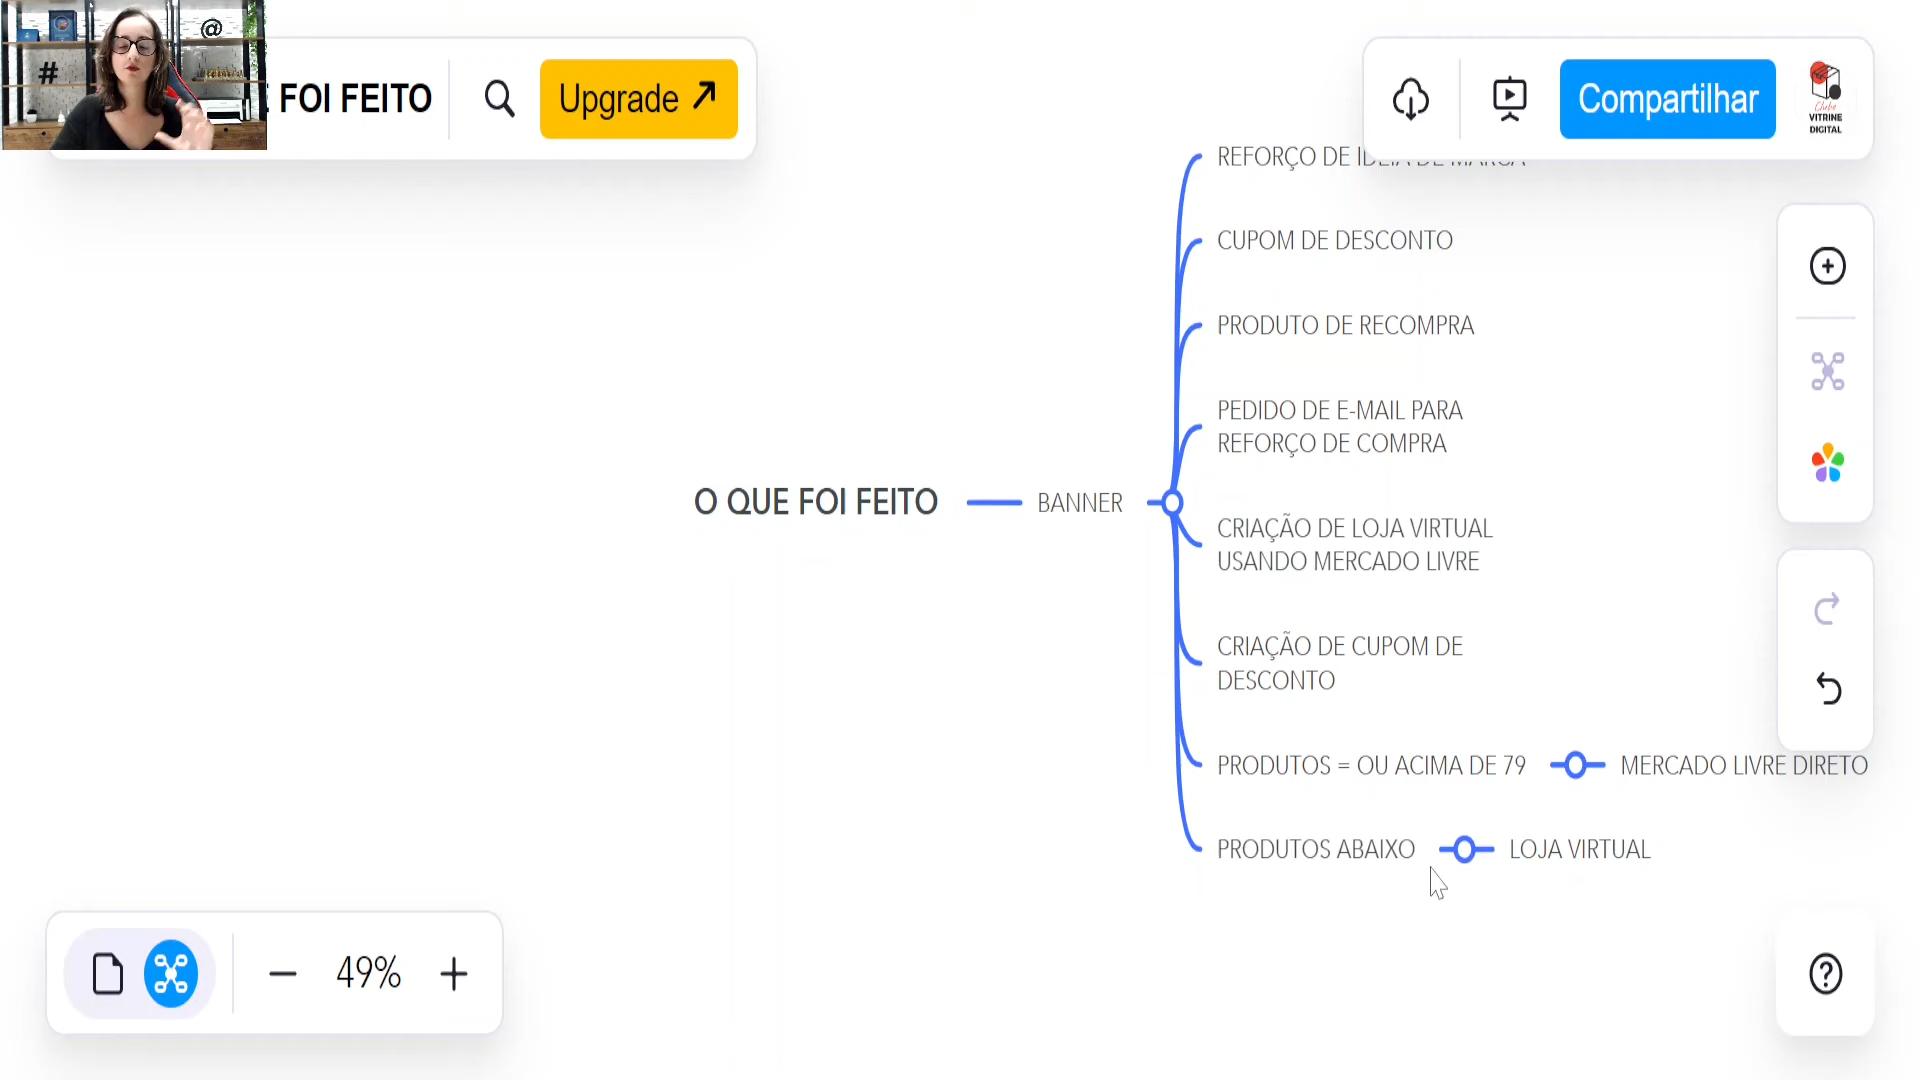 @
#
FOI FEITO
Upgrade
Compartilhar
Clube
VITRINE
DIGITAL
REFORÇO DE IDEIA DE MARCA
CUPOM DE DESCONTO
PRODUTO DE RECOMPRA
PEDIDO DE E-MAIL PARA
REFORÇO DE COMPRA
O QUE FOI FEITO
BANNER
CRIAÇÃO DE LOJA VIRTUAL
USANDO MERCADO LIVRE
CRIAÇÃO DE CUPOM DE
DESCONTO
PRODUTOS = OU ACIMA DE 79
MERCADO LIVRE DIRETO
PRODUTOS ABAIXO
LOJA VIRTUAL
49%